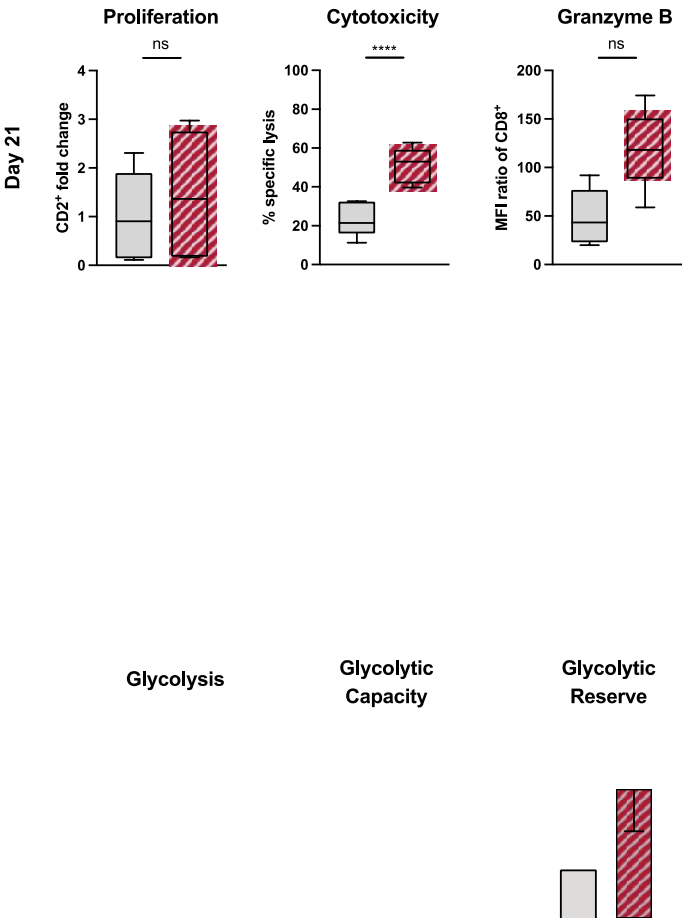 Proliferation
Cytotoxicity
Granzyme B
ns
****
ns
Day 21
CD2⁺ fold change
4
3
2
1
0
% specific lysis
100
80
60
40
20
0
MFI ratio of CD8⁺
200
150
100
50
0
Glycolysis
Glycolytic
Capacity
Glycolytic
Reserve